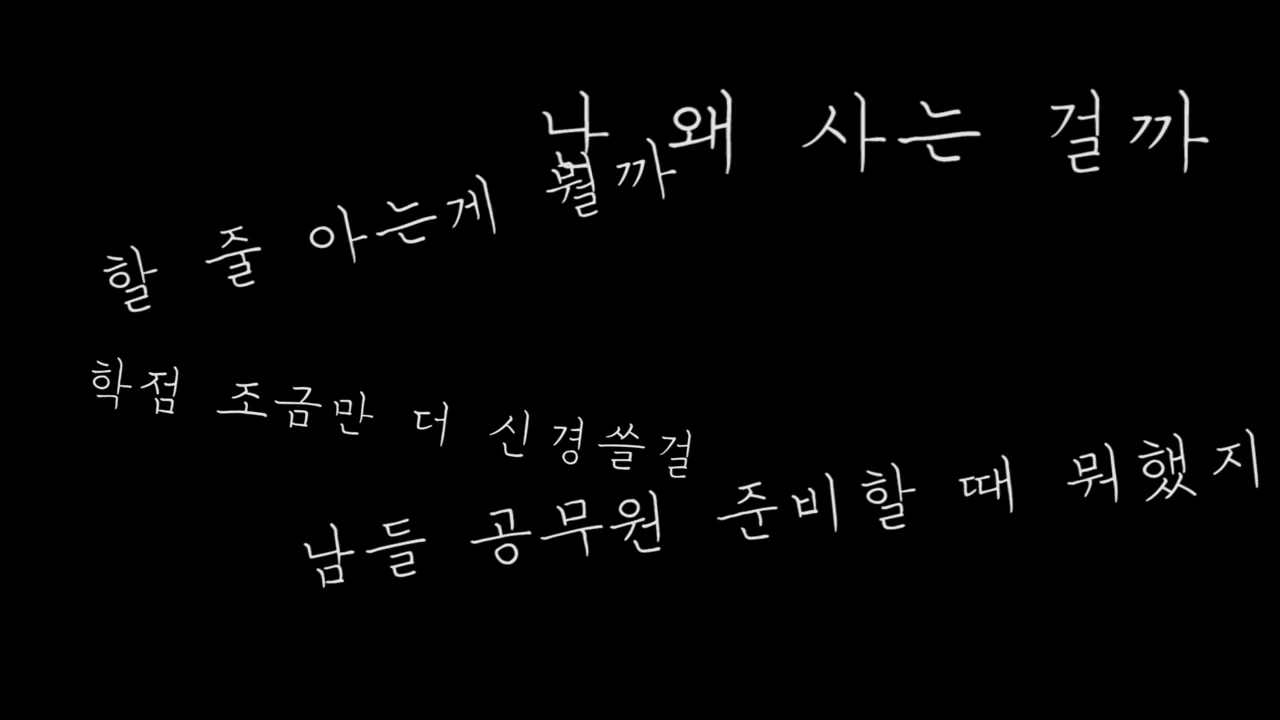 나 왜 사는 걸까
할 줄 아는게 뭘까
학점 조금만 더 신경쓸걸
남들 공무원 준비할 때 뭐했지